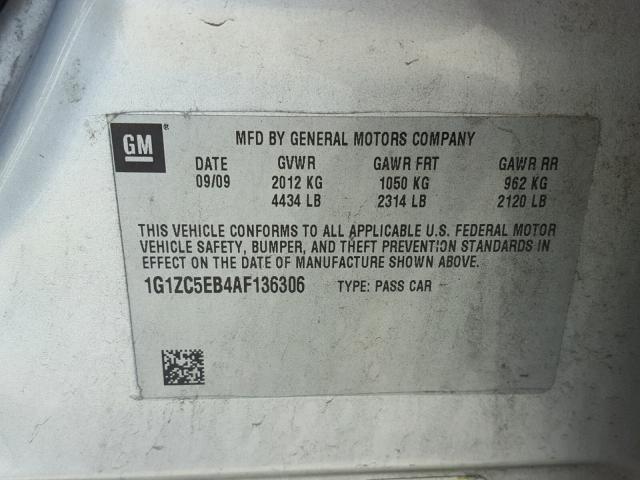 GM ®
MFD BY GENERAL MOTORS COMPANY
DATE GVWR GAWR FRT GAWR RR
09/09 2012 KG 1050 KG 962 KG
4434 LB 2314 LB 2120 LB
THIS VEHICLE CONFORMS TO ALL APPLICABLE U.S. FEDERAL MOTOR
VEHICLE SAFETY, BUMPER, AND THEFT PREVENTION STANDARDS IN
EFFECT ON THE DATE OF MANUFACTURE SHOWN ABOVE.
1G1ZC5EB4AF136306 TYPE: PASS CAR